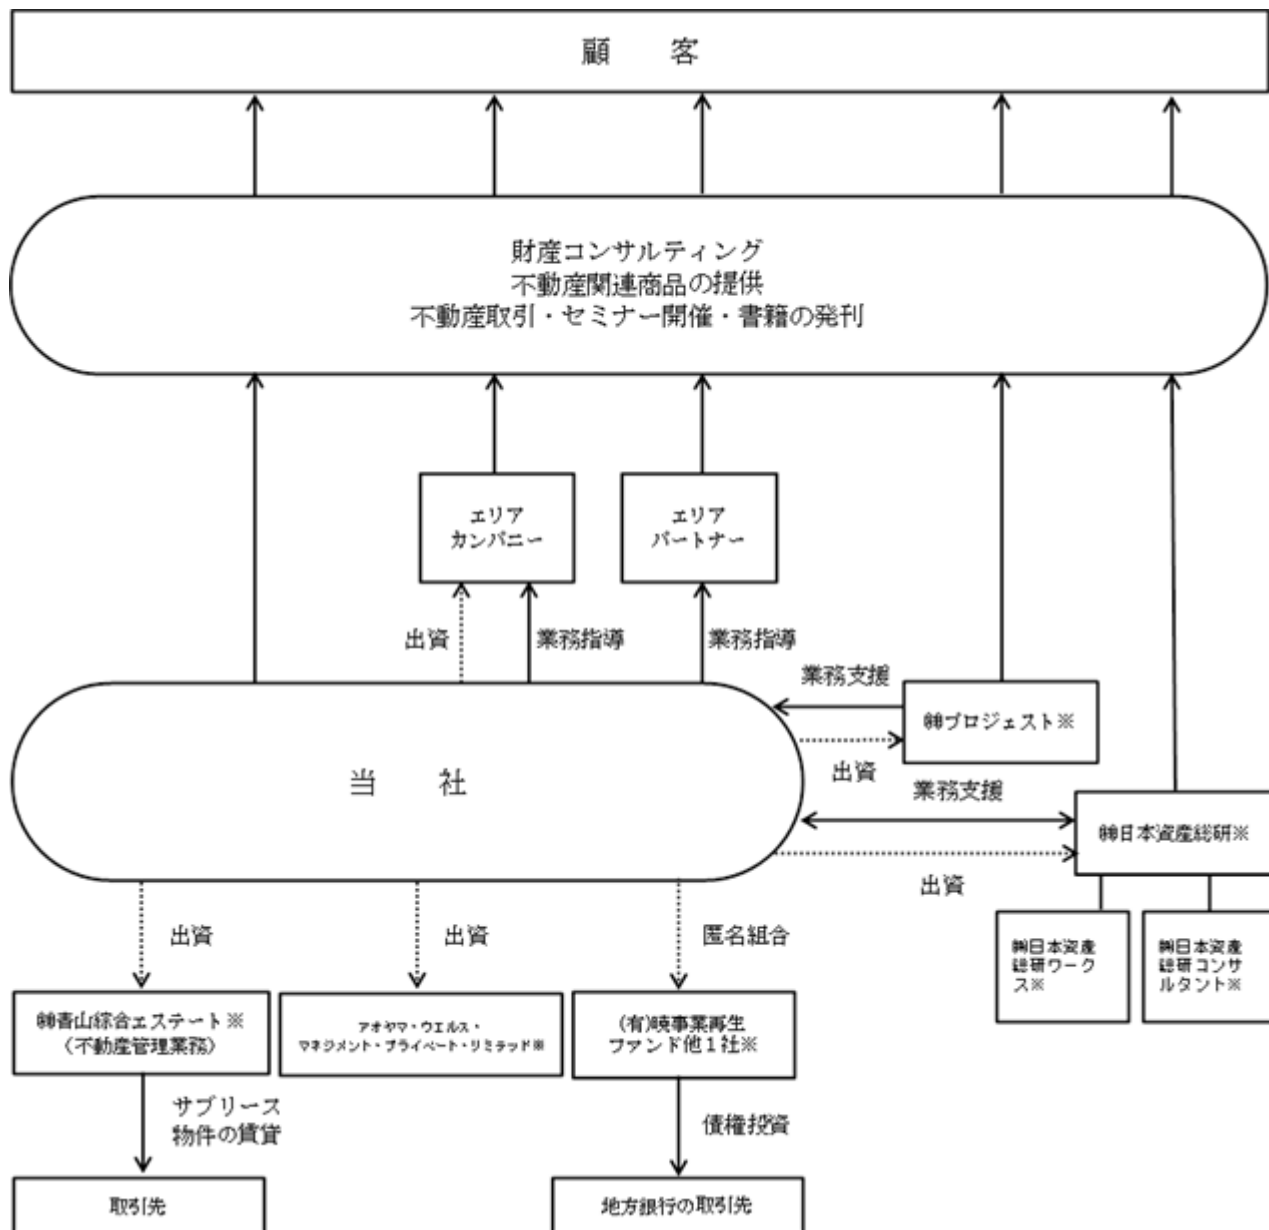 顧 客
財産コンサルティング
不動産関連商品の提供
不動産取引・セミナー開催・書籍の発刊
エリア
カンパニー
エリア
パートナー
出資
業務指導
業務指導
業務支援
㈱プロジェスト※
出資
当 社
業務支援
㈱日本資産総研※
出資
㈱日本資産
総研ワーク
ス※
㈱日本資産
総研コンサ
ルタント※
出資
出資
匿名組合
㈱青山綜合エステート※
(不動産管理業務)
アオヤマ・ウエルス・
マネジメント・プライベート・リミテッド※
(有)暁事業再生
ファンド他１社※
サブリース
物件の賃貸
債権投資
取引先
地方銀行の取引先